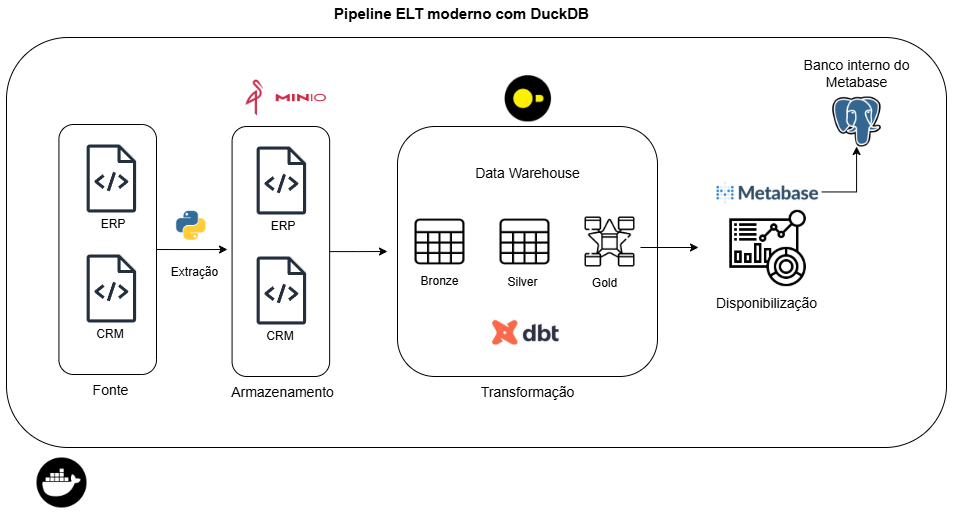 Pipeline ELT moderno com DuckDB
Banco interno do
Metabase
MINIO
ERP
CRM
Fonte
Extração
ERP
CRM
Armazenamento
Data Warehouse
Bronze
Silver
Gold
dbt
Transformação
Metabase
Disponibilização